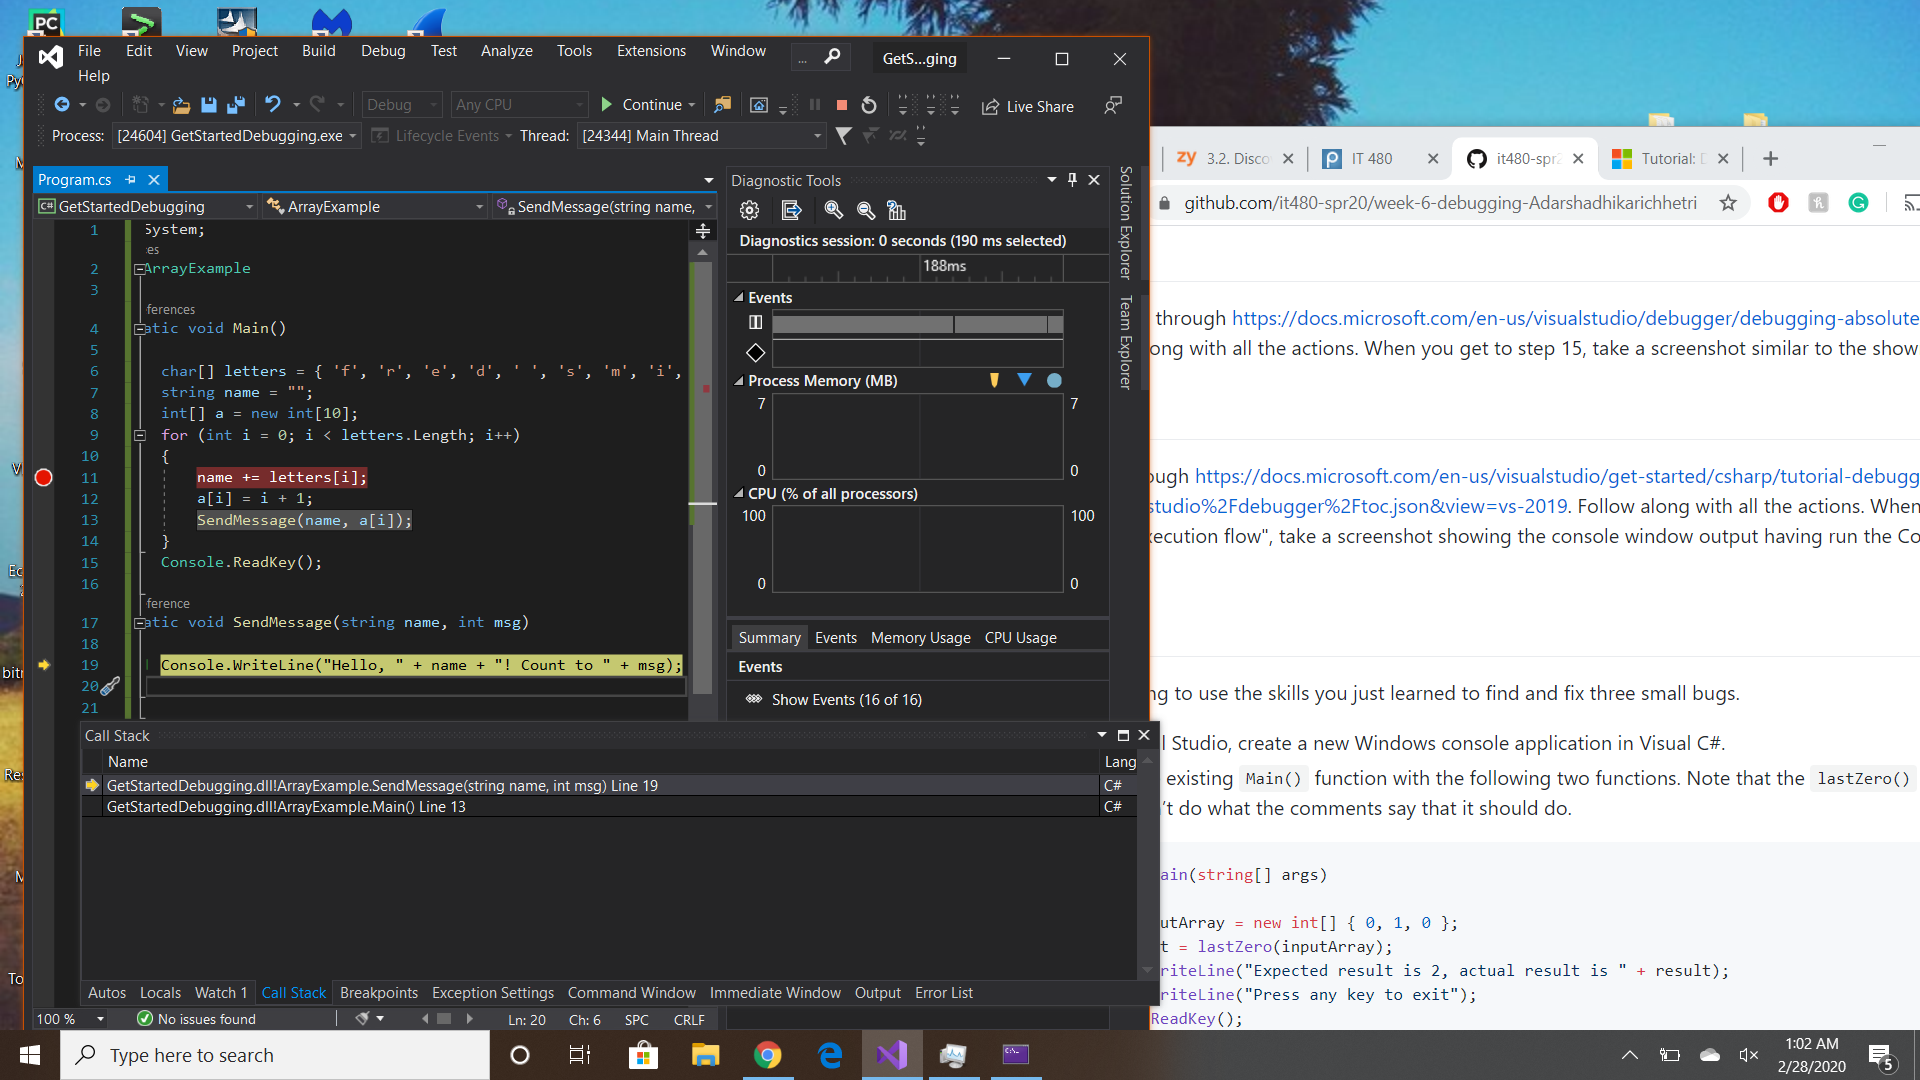 PC
File Edit View Project Build Debug Test Analyze Tools Extensions Window
Help
... GetS...ging
Debug Any CPU Continue Live Share
Process: [24604] GetStartedDebugging.exe Lifecycle Events Thread: [24344] Main Thread
Program.cs
C# GetStartedDebugging ArrayExample SendMessage(string name,
1 System;
es
2 ArrayExample
3
ferences
4 atic void Main()
5
6 char[] letters = { 'f', 'r', 'e', 'd', ' ', 's', 'm', 'i',
7 string name = "";
8 int[] a = new int[10];
9 for (int i = 0; i < letters.Length; i++)
10 {
11 name += letters[i];
12 a[i] = i + 1;
13 SendMessage(name, a[i]);
14 }
15 Console.ReadKey();
16
ference
17 atic void SendMessage(string name, int msg)
18
19 Console.WriteLine("Hello, " + name + "! Count to " + msg);
20
21
Diagnostic Tools
Diagnostics session: 0 seconds (190 ms selected)
188ms
Events
Process Memory (MB)
7 7
0 0
CPU (% of all processors)
100 100
0 0
Summary Events Memory Usage CPU Usage
Events
Show Events (16 of 16)
Solution Explorer
Team Explorer
Call Stack
Name Lang
GetStartedDebugging.dll!ArrayExample.SendMessage(string name, int msg) Line 19 C#
GetStartedDebugging.dll!ArrayExample.Main() Line 13 C#
Autos Locals Watch 1 Call Stack Breakpoints Exception Settings Command Window Immediate Window Output Error List
100 % No issues found Ln: 20 Ch: 6 SPC CRLF
zy 3.2. Disco IT 480 it480-spr2 Tutorial: D
github.com/it480-spr20/week-6-debugging-Adarshadhikarichhetri
through https://docs.microsoft.com/en-us/visualstudio/debugger/debugging-absolute
ong with all the actions. When you get to step 15, take a screenshot similar to the show
ough https://docs.microsoft.com/en-us/visualstudio/get-started/csharp/tutorial-debugg
studio%2Fdebugger%2Ftoc.json&view=vs-2019. Follow along with all the actions. When
xecution flow", take a screenshot showing the console window output having run the Co
ng to use the skills you just learned to find and fix three small bugs.
l Studio, create a new Windows console application in Visual C#.
existing Main() function with the following two functions. Note that the lastZero()
't do what the comments say that it should do.
ain(string[] args)
utArray = new int[] { 0, 1, 0 };
t = lastZero(inputArray);
riteLine("Expected result is 2, actual result is " + result);
riteLine("Press any key to exit");
ReadKey();
Type here to search
1:02 AM
2/28/2020
5